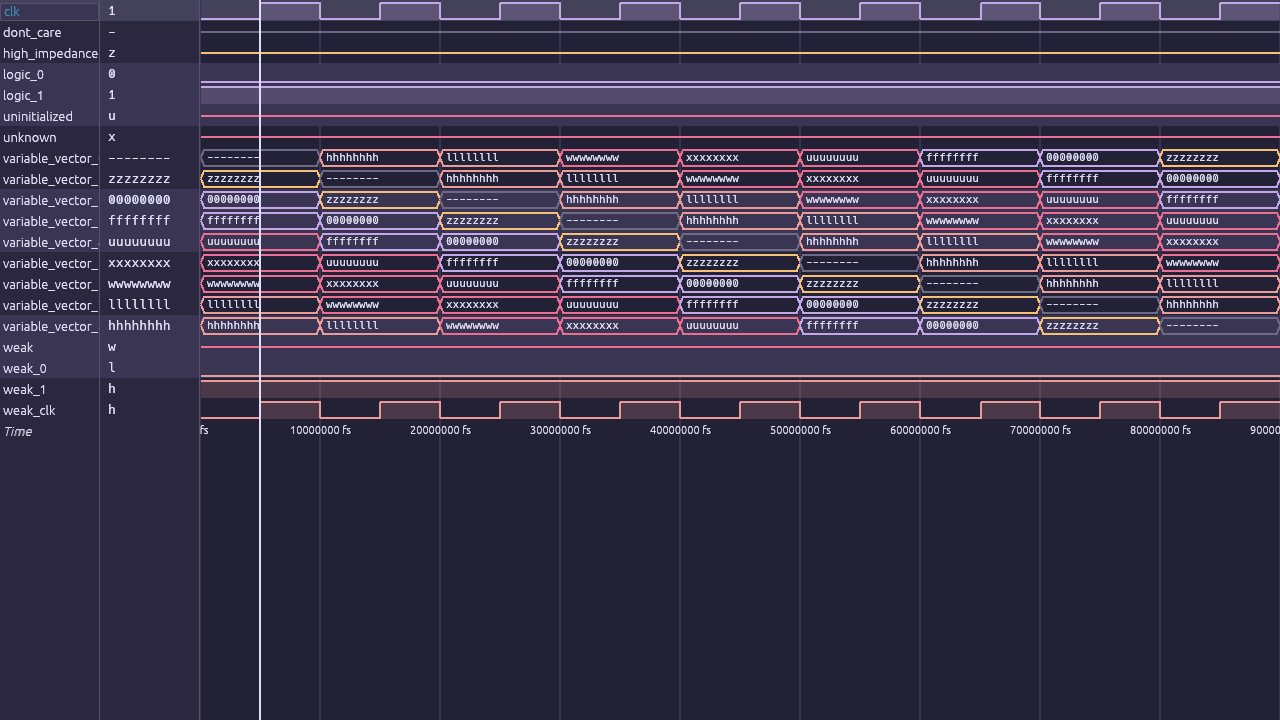 clk 1
dont_care –
high_impedance z
logic_0 0
logic_1 1
uninitialized u
unknown x
variable_vector_ -------- -------- hhhhhhhh llllllll wwwwwwww xxxxxxxx uuuuuuuu ffffffff 00000000 zzzzzzzz
variable_vector_ zzzzzzzz zzzzzzzz -------- hhhhhhhh llllllll wwwwwwww xxxxxxxx uuuuuuuu ffffffff 00000000
variable_vector_ 00000000 00000000 zzzzzzzz -------- hhhhhhhh llllllll wwwwwwww xxxxxxxx uuuuuuuu ffffffff
variable_vector_ ffffffff ffffffff 00000000 zzzzzzzz -------- hhhhhhhh llllllll wwwwwwww xxxxxxxx uuuuuuuu
variable_vector_ uuuuuuuu uuuuuuuu ffffffff 00000000 zzzzzzzz -------- hhhhhhhh llllllll wwwwwwww xxxxxxxx
variable_vector_ xxxxxxxx xxxxxxxx uuuuuuuu ffffffff 00000000 zzzzzzzz -------- hhhhhhhh llllllll wwwwwwww
variable_vector_ wwwwwwww wwwwwwww xxxxxxxx uuuuuuuu ffffffff 00000000 zzzzzzzz -------- hhhhhhhh llllllll
variable_vector_ llllllll llllllll wwwwwwww xxxxxxxx uuuuuuuu ffffffff 00000000 zzzzzzzz -------- hhhhhhhh
variable_vector_ hhhhhhhh hhhhhhhh llllllll wwwwwwww xxxxxxxx uuuuuuuu ffffffff 00000000 zzzzzzzz --------
weak w
weak_0 l
weak_1 h
weak_clk h
Time fs 10000000 fs 20000000 fs 30000000 fs 40000000 fs 50000000 fs 60000000 fs 70000000 fs 80000000 fs 90000